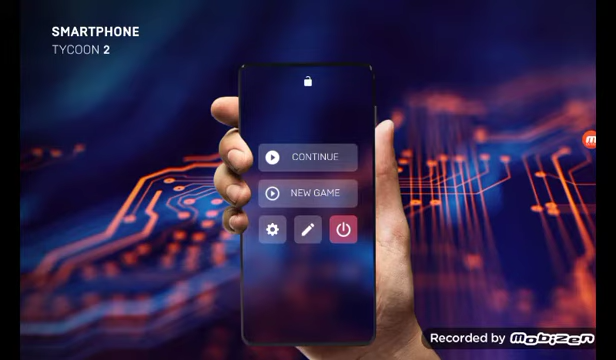 SMARTPHONE
TYCOON 2
CONTINUE
NEW GAME
Recorded by Mobizen